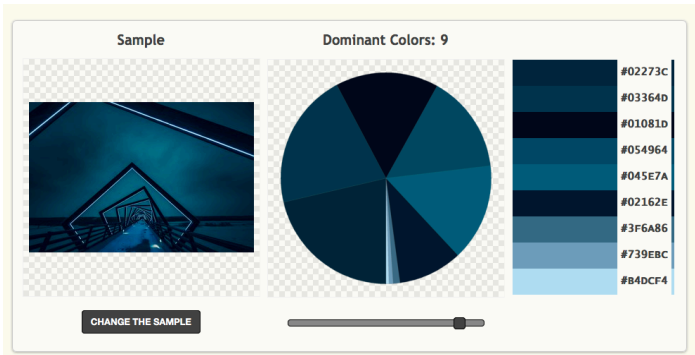 Sample
Dominant Colors: 9
#02273C
#03364D
#01081D
#054964
#045E7A
#02162E
#3F6A86
#739EBC
#B4DCF4
CHANGE THE SAMPLE